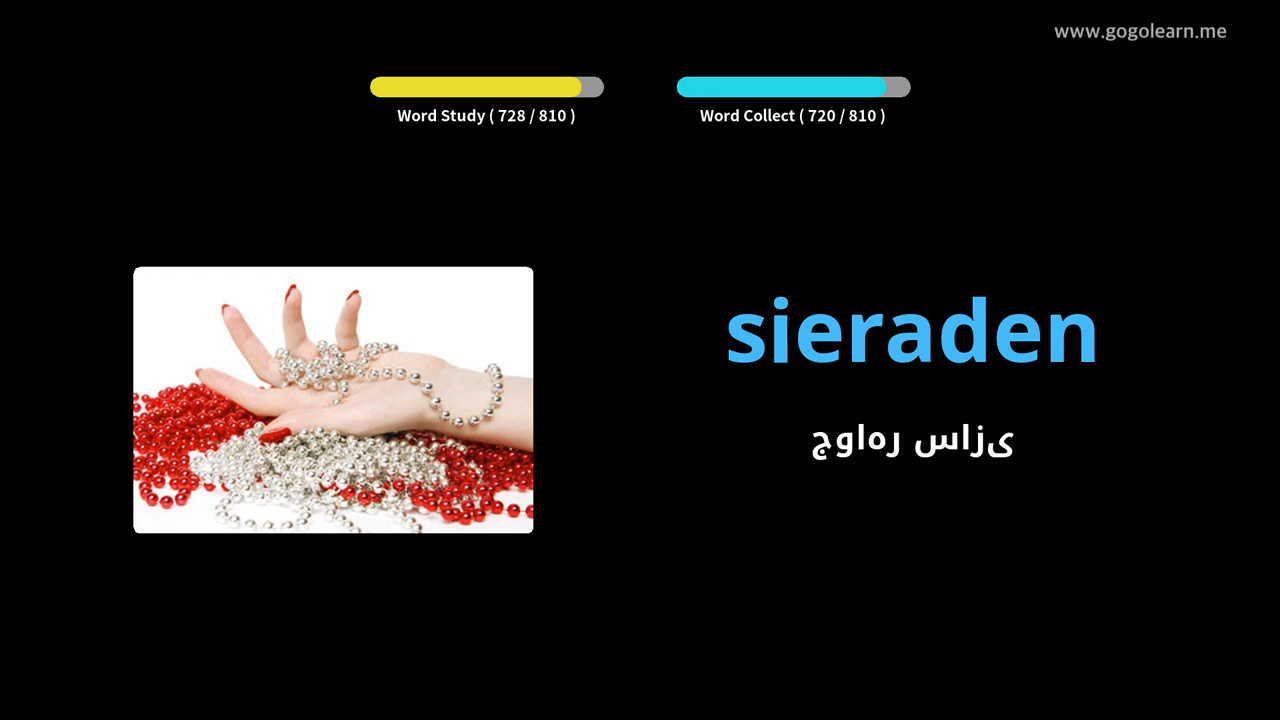 www.gogolearn.me
Word Study ( 728 / 810 )
Word Collect ( 720 / 810 )
sieraden
جواهر سازی